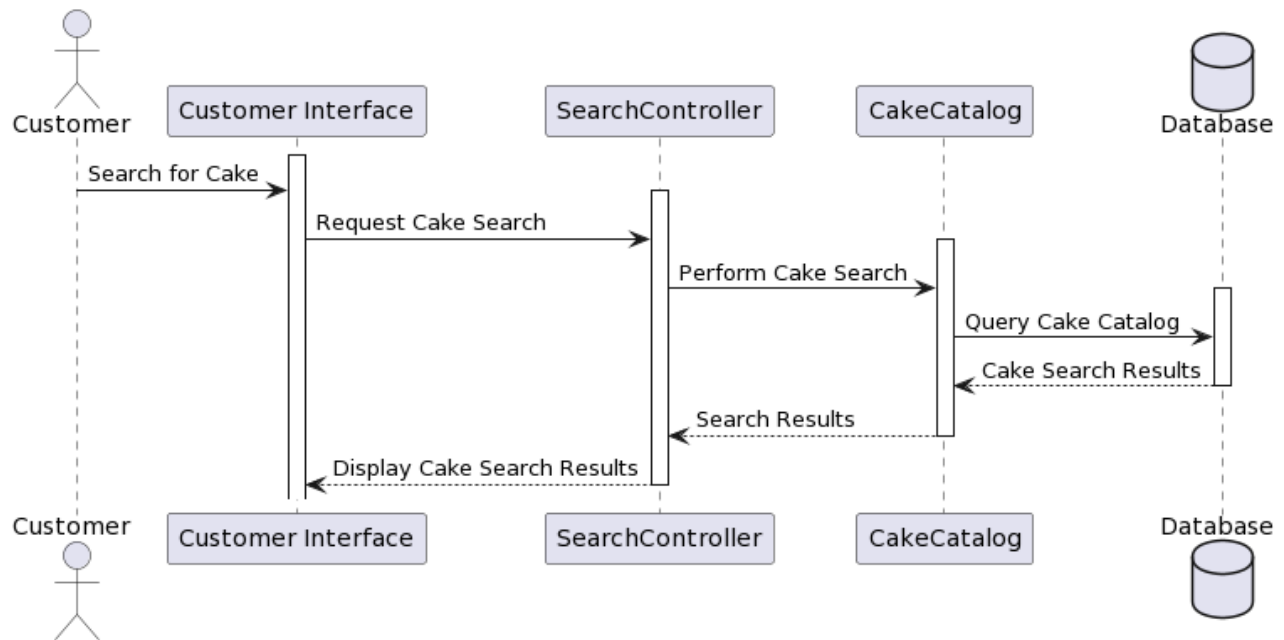 Customer
Customer Interface
SearchController
CakeCatalog
Database
Search for Cake
Request Cake Search
Perform Cake Search
Query Cake Catalog
Cake Search Results
Search Results
Display Cake Search Results
Customer
Customer Interface
SearchController
CakeCatalog
Database